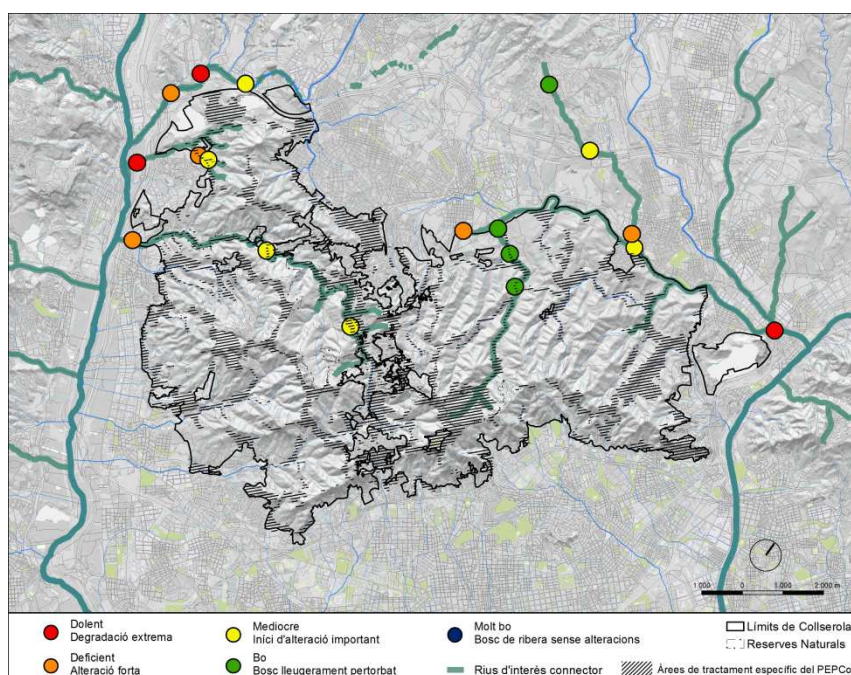 1 000 0 1 000 2 000 m
Dolent
Degradació extrema
Mediocre
Iníci d'alteració important
Molt bo
Bosc de ribera sense alteracions
Límits de Collserola
Reserves Naturals
Deficient
Alteració forta
Bo
Bosc lleugerament pertorbat
Rius d'interès connector
Àrees de tractament específic del PEPCo